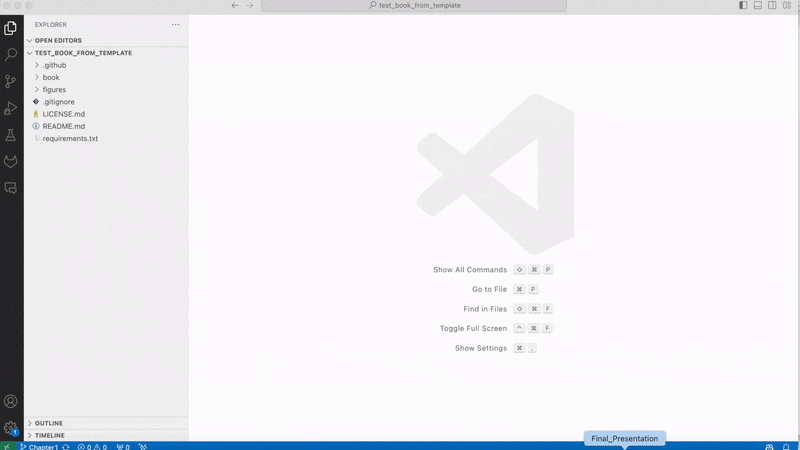 test_book_from_template
EXPLORER
OPEN EDITORS
TEST_BOOK_FROM_TEMPLATE
.github
book
figures
.gitignore
LICENSE.md
README.md
requirements.txt
Show All Commands ⇧ ⌘ P
Go to File ⌘ P
Find in Files ⇧ ⌘ F
Toggle Full Screen ^ ⌘ F
Show Settings ⌘ ,
OUTLINE
TIMELINE
1
Final_Presentation
Chapter1 0 0 0